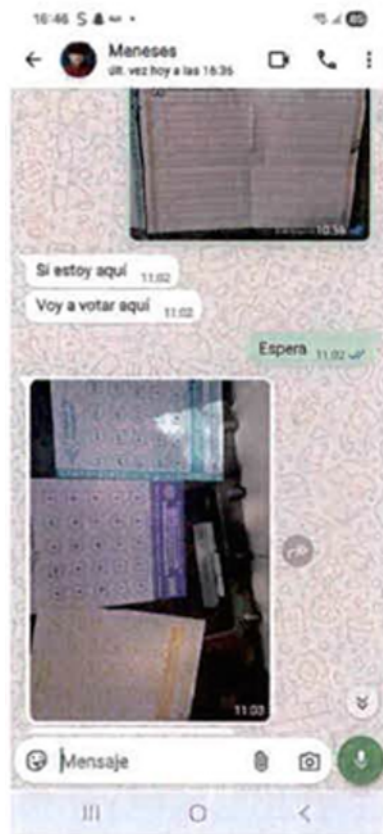 16:46 S
Meneses
últ. vez hoy a las 16:36
10:56
Si estoy aquí 11:02
Voy a votar aquí 11:02
Espera 11:02
11:03
Mensaje